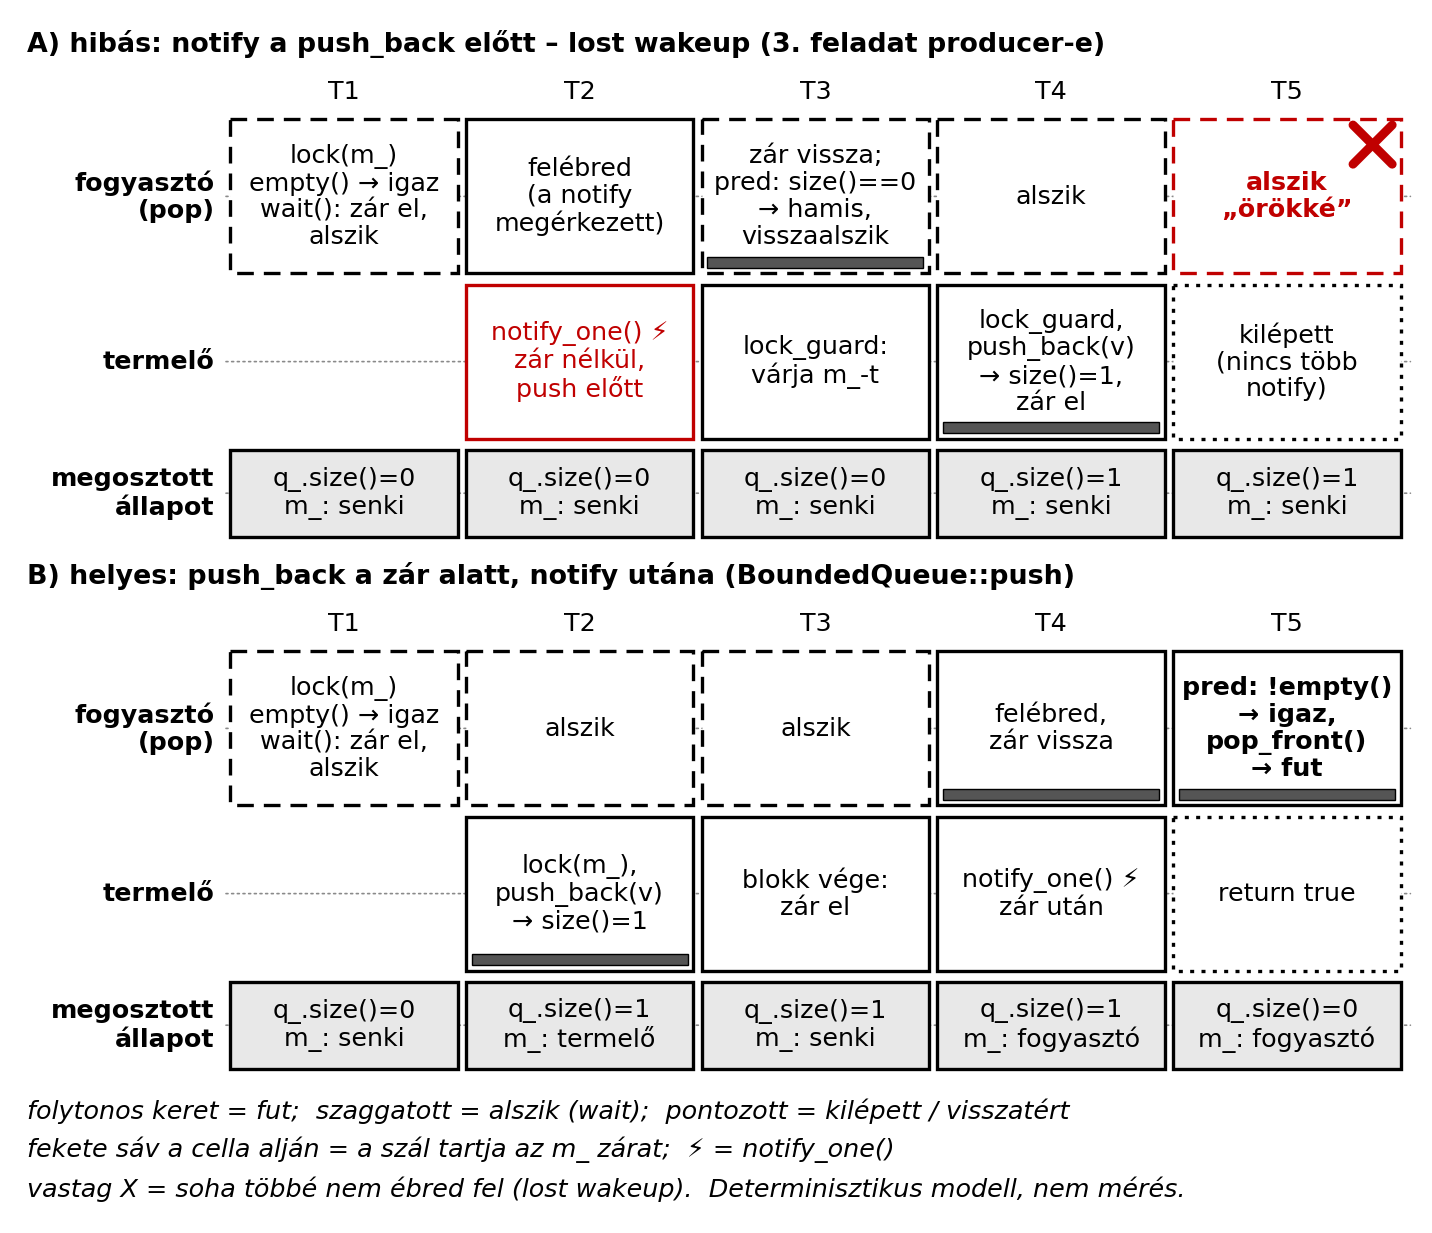 A) hibás: notify a push_back előtt – lost wakeup (3. feladat producer-e)
T1 T2 T3 T4 T5
fogyasztó
(pop)
lock(m_)
empty() → igaz
wait(): zár el,
alszik
felébred
(a notify
megérkezett)
zár vissza;
pred: size()==0
→ hamis,
visszaalszik
alszik
alszik
„örökké”
termelő
notify_one() ⚡
zár nélkül,
push előtt
lock_guard:
várja m_-t
lock_guard,
push_back(v)
→ size()=1,
zár el
kilépett
(nincs több
notify)
megosztott
állapot
q_.size()=0
m_: senki
q_.size()=0
m_: senki
q_.size()=0
m_: senki
q_.size()=1
m_: senki
q_.size()=1
m_: senki
B) helyes: push_back a zár alatt, notify utána (BoundedQueue::push)
T1 T2 T3 T4 T5
fogyasztó
(pop)
lock(m_)
empty() → igaz
wait(): zár el,
alszik
alszik
alszik
felébred,
zár vissza
pred: !empty()
→ igaz,
pop_front()
→ fut
termelő
lock(m_),
push_back(v)
→ size()=1
blokk vége:
zár el
notify_one() ⚡
zár után
return true
megosztott
állapot
q_.size()=0
m_: senki
q_.size()=1
m_: termelő
q_.size()=1
m_: senki
q_.size()=1
m_: fogyasztó
q_.size()=0
m_: fogyasztó
folytonos keret = fut;  szaggatott = alszik (wait);  pontozott = kilépett / visszatért
fekete sáv a cella alján = a szál tartja az m_ zárat;  ⚡ = notify_one()
vastag X = soha többé nem ébred fel (lost wakeup).  Determinisztikus modell, nem mérés.